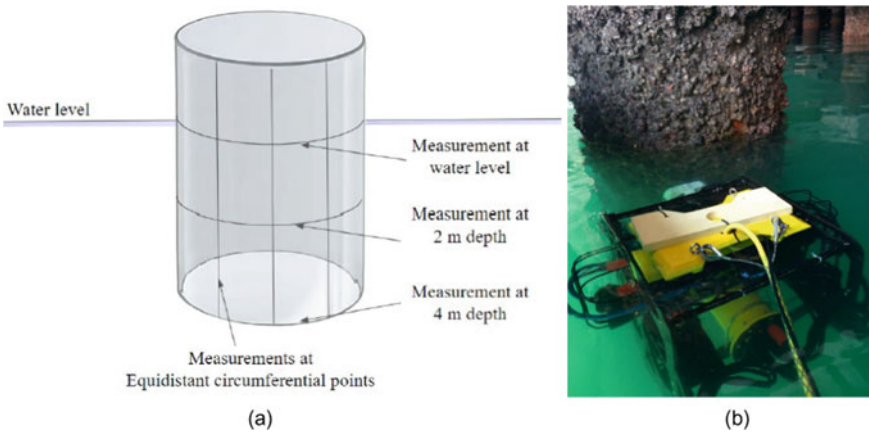 Water level
Measurement at
water level
Measurement at
2 m depth
Measurement at
4 m depth
Measurements at
Equidistant circumferential points
(a)
(b)